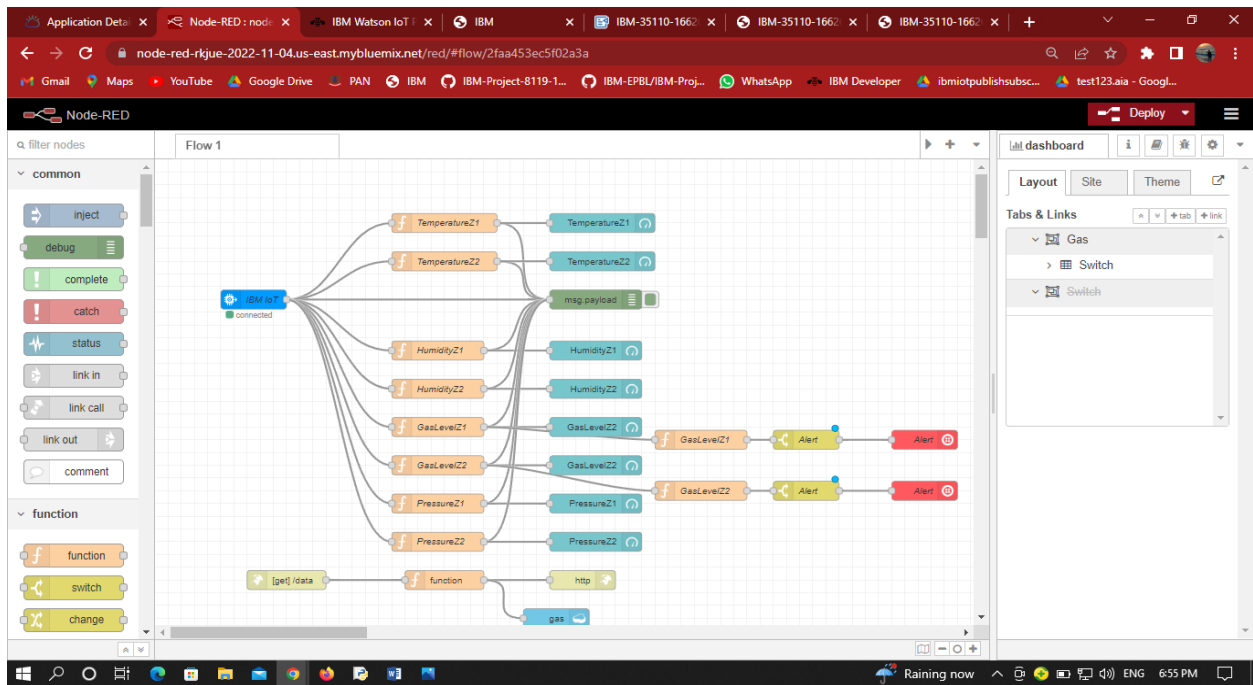 Application Detai
Node-RED : node
IBM Watson IoT P
IBM
IBM-35110-1662
IBM-35110-1662
IBM-35110-1662
node-red-rkjue-2022-11-04.us-east.mybluemix.net/red/#flow/2faa453ec5f02a3a
Gmail Maps YouTube Google Drive PAN IBM IBM-Project-8119-1... IBM-EPBL/IBM-Proj... WhatsApp IBM Developer ibmiotpublishsubsc... test123.aia - Googl...
Node-RED
Deploy
filter nodes
Flow 1
dashboard
i
common
inject
debug
complete
catch
status
link in
link call
link out
comment
function
function
switch
change
TemperatureZ1 TemperatureZ1
TemperatureZ2 TemperatureZ2
IBM IoT msg.payload
connected
HumidityZ1 HumidityZ1
HumidityZ2 HumidityZ2
GasLevelZ1 GasLevelZ2
GasLevelZ1 Alert Alert
GasLevelZ2 GasLevelZ2
GasLevelZ2 Alert Alert
PressureZ1 PressureZ1
PressureZ2 PressureZ2
[get] /data function http
gas
Layout Site Theme
Tabs & Links
+ tab + link
Gas
Switch
Switch
Raining now ENG 6:55 PM